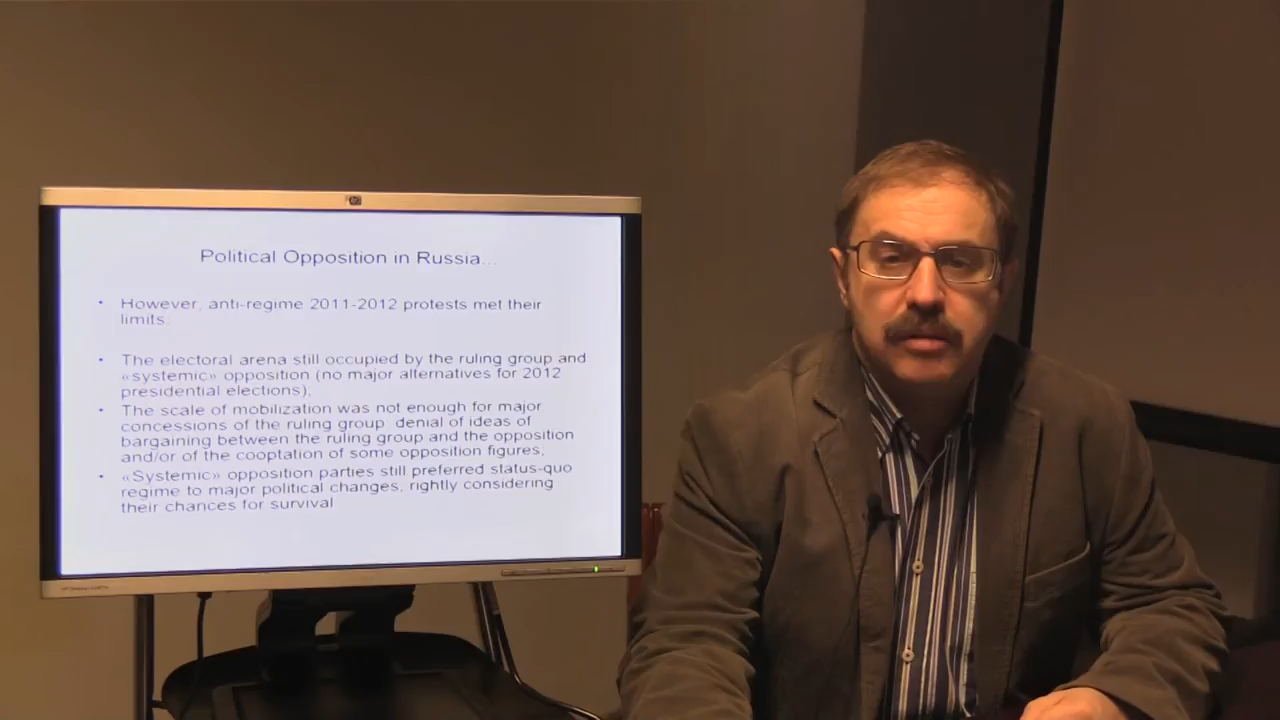 hp
Political Opposition in Russia...
• However, anti-regime 2011-2012 protests met their
limits:
• The electoral arena still occupied by the ruling group and
«systemic» opposition (no major alternatives for 2012
presidential elections),
• The scale of mobilization was not enough for major
concessions of the ruling group denial of ideas of
bargaining between the ruling group and the opposition
and/or of the cooptation of some opposition figures;
• «Systemic» opposition parties still preferred status-quo
regime to major political changes, rightly considering
their chances for survival